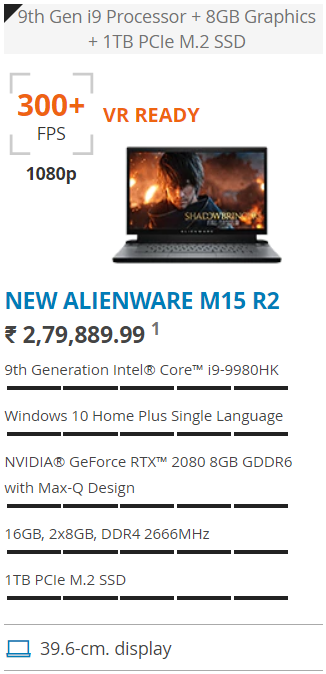 9th Gen i9 Processor + 8GB Graphics
+ 1TB PCIe M.2 SSD
300+
FPS
1080p
VR READY
SHADOWBRINGERS
ALIENWARE
NEW ALIENWARE M15 R2
₹ 2,79,889.99 1
9th Generation Intel® Core™ i9-9980HK
Windows 10 Home Plus Single Language
NVIDIA® GeForce RTX™ 2080 8GB GDDR6
with Max-Q Design
16GB, 2x8GB, DDR4 2666MHz
1TB PCIe M.2 SSD
39.6-cm. display